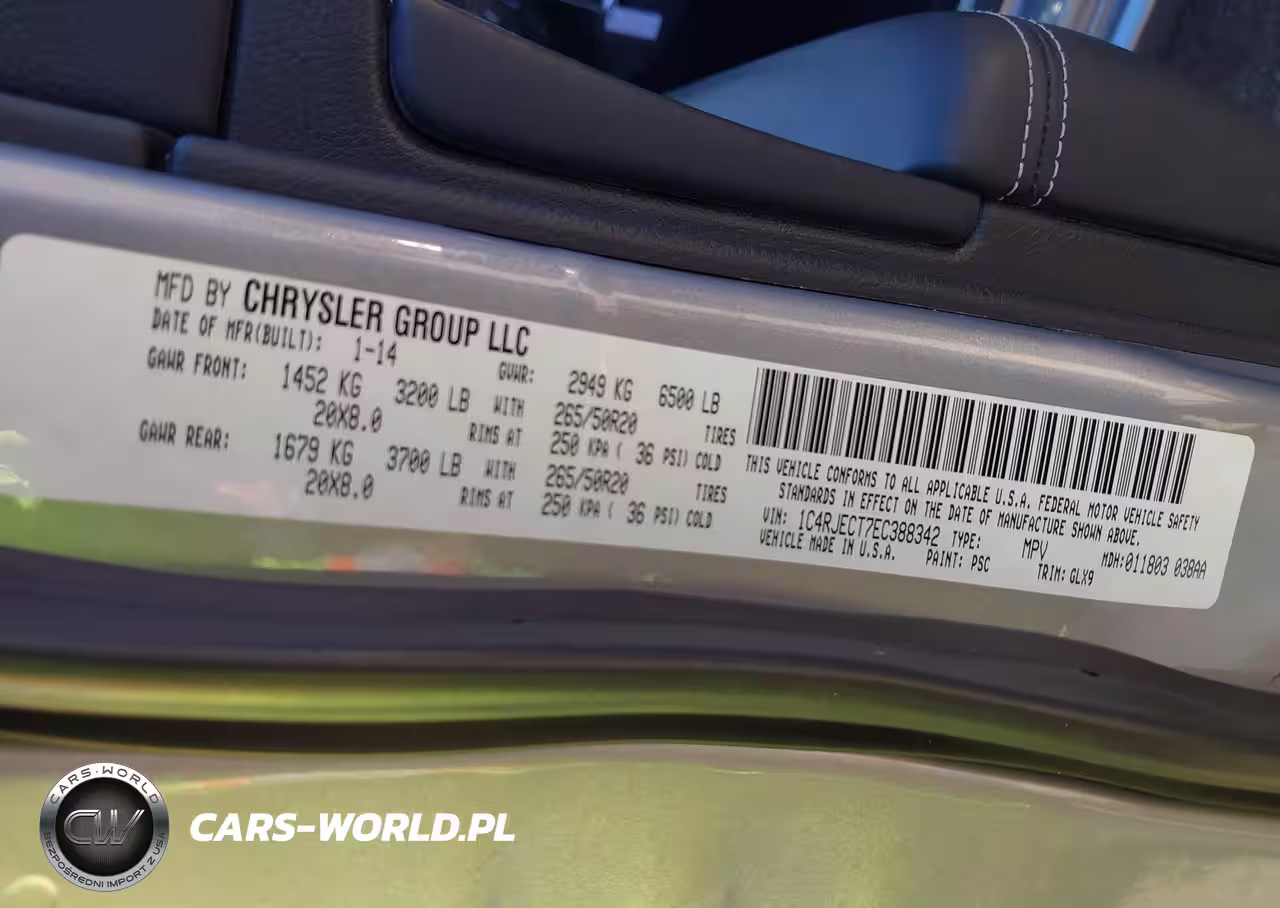 MFD BY CHRYSLER GROUP LLC
DATE OF MFR(BUILT): 1-14 GVWR: 2949 KG 6500 LB
GAWR FRONT: 1452 KG 3200 LB WITH 265/50R20 TIRES
20X8.0 RIMS AT 250 KPA ( 36 PSI) COLD
GAWR REAR: 1679 KG 3700 LB WITH 265/50R20 TIRES
20X8.0 RIMS AT 250 KPA ( 36 PSI) COLD
THIS VEHICLE CONFORMS TO ALL APPLICABLE U.S.A. FEDERAL MOTOR VEHICLE SAFETY
STANDARDS IN EFFECT ON THE DATE OF MANUFACTURE SHOWN ABOVE.
VIN: 1C4RJECT7EC388342 TYPE: MPV MDH:011803 038AA
VEHICLE MADE IN U.S.A. PAINT: PSC TRIM: GLX9
CARS-WORLD
CW
BEZPOŚREDNI IMPORT Z USA
CARS-WORLD.PL